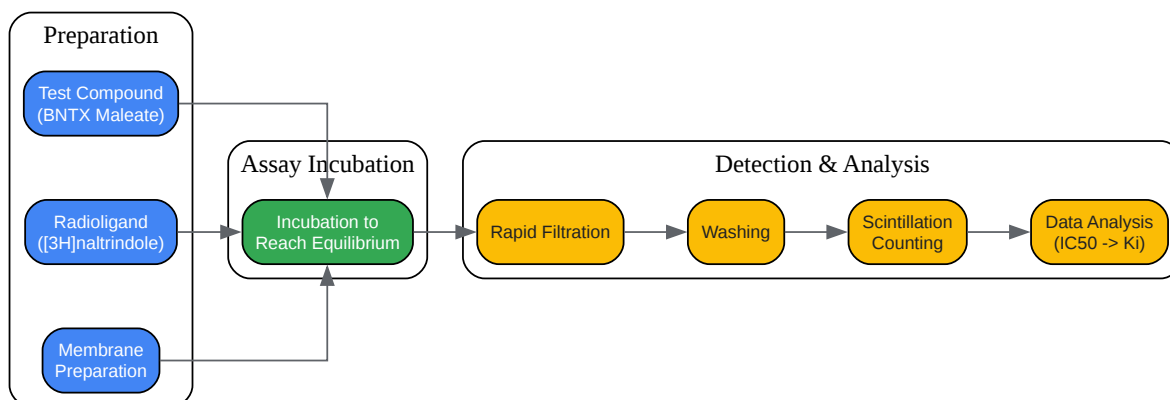 Preparation
Test Compound
(BNTX Maleate)
Radioligand
([3H]naltrindole)
Membrane
Preparation
Assay Incubation
Incubation to
Reach Equilibrium
Detection & Analysis
Rapid Filtration
Washing
Scintillation
Counting
Data Analysis
(IC50 -> Ki)